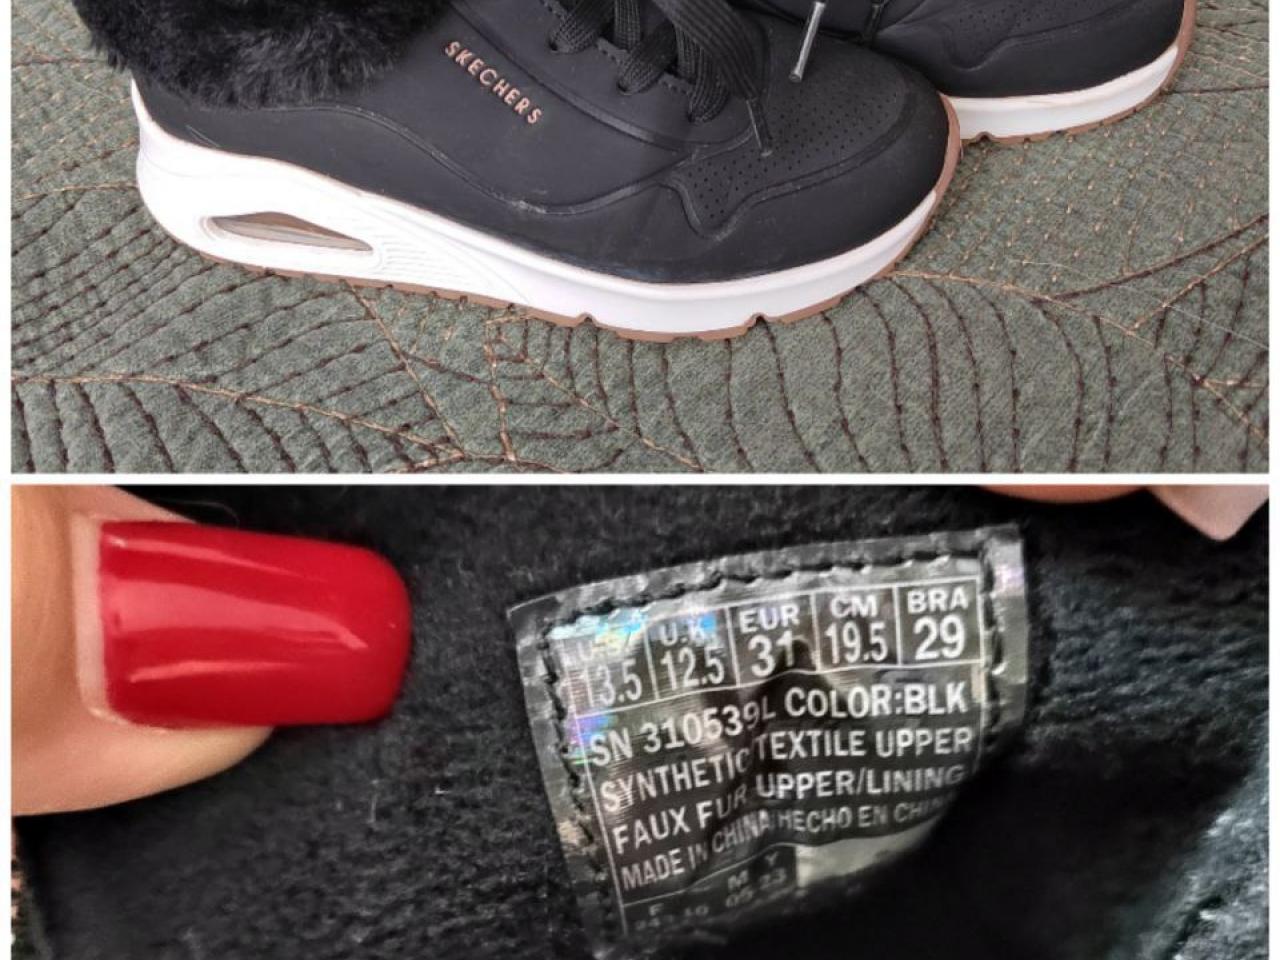 SKECHERS
U.K. EUR CM BRA
13.5 12.5 31 19.5 29
SN 310539L COLOR:BLK
SYNTHETIC/TEXTILE UPPER
FAUX FUR UPPER/LINING
MADE IN CHINA/HECHO EN CHINA
M Y
05 23